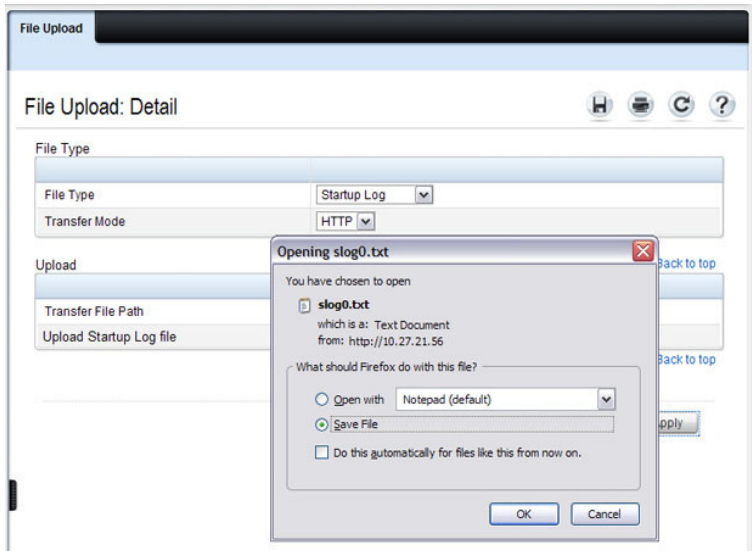 File Upload
File Upload: Detail
File Type
File Type
Startup Log
Transfer Mode
HTTP
Upload
Back to top
Transfer File Path
Upload Startup Log file
Back to top
Opening slog0.txt
You have chosen to open
slog0.txt
which is a: Text Document
from: http://10.27.21.56
What should Firefox do with this file?
Open with
Notepad (default)
Save File
Do this automatically for files like this from now on.
OK
Cancel
pply